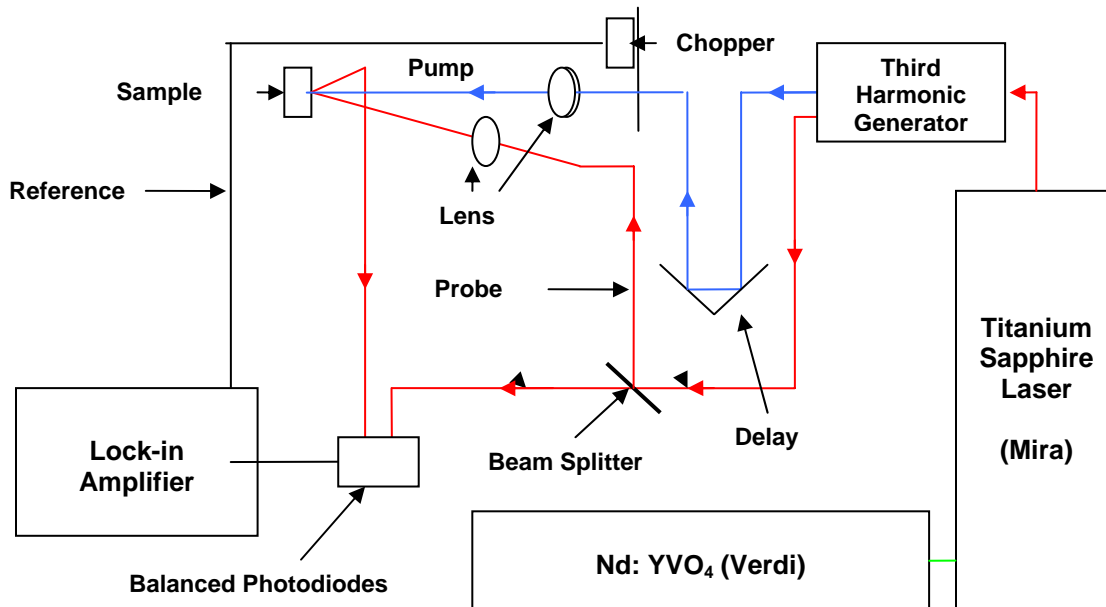 Chopper
Pump
Third
Harmonic
Generator
Sample
Reference
Lens
Probe
Titanium
Sapphire
Laser
(Mira)
Delay
Beam Splitter
Lock-in
Amplifier
Nd: YVO₄ (Verdi)
Balanced Photodiodes